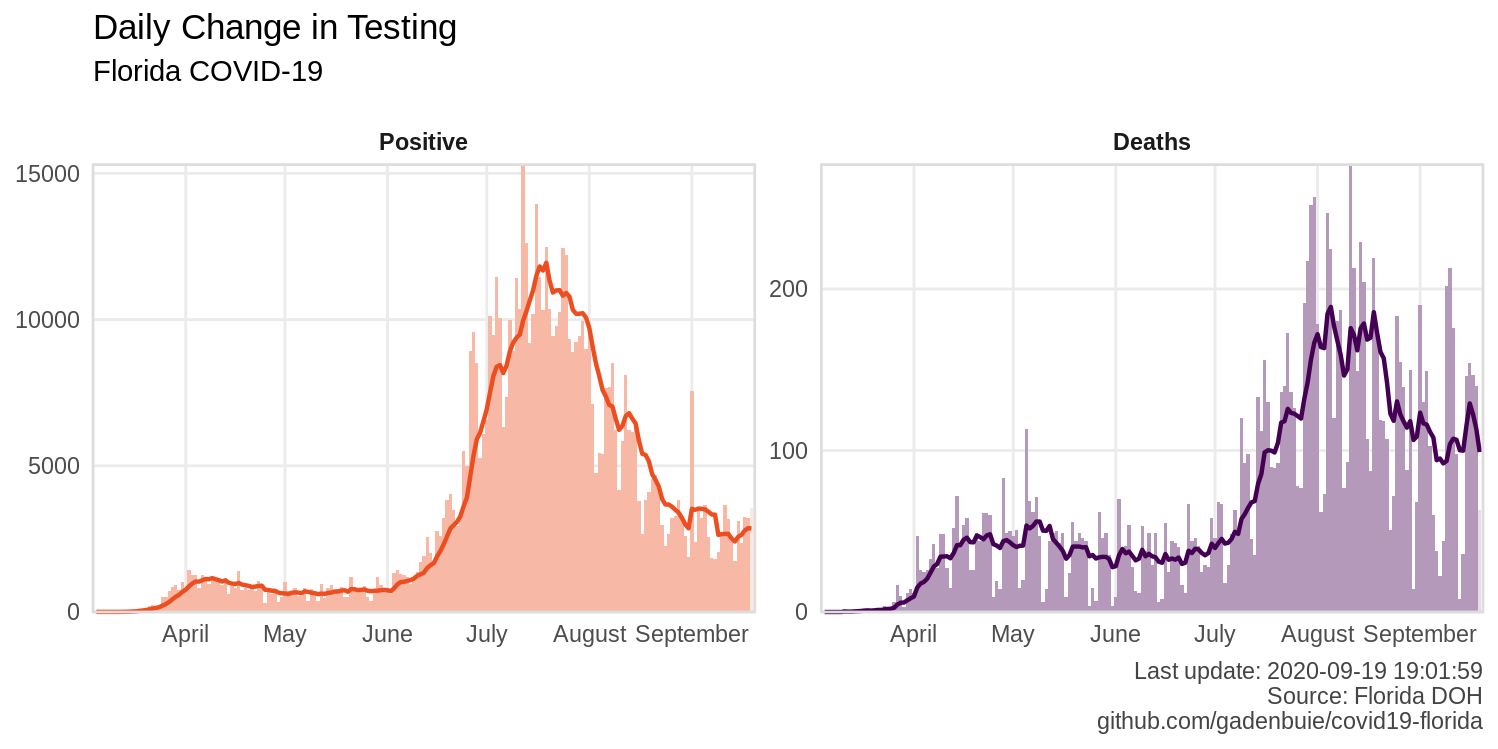 Daily Change in Testing
Florida COVID-19
Positive
15000
10000
5000
0
April May June July August September
Deaths
200
100
0
April May June July August September
Last update: 2020-09-19 19:01:59
Source: Florida DOH
github.com/gadenbuie/covid19-florida